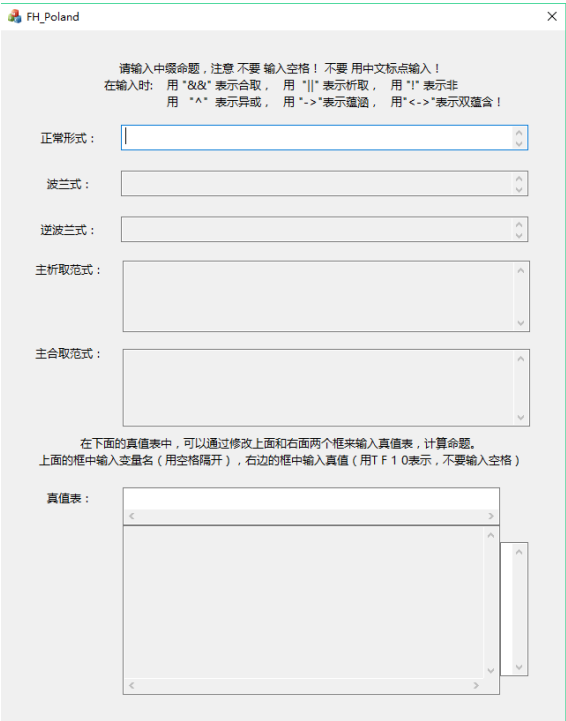 FH_Poland
请输入中缀命题，注意 不要 输入空格！ 不要 用中文标点输入！
在输入时: 用 "&&" 表示合取， 用 "||" 表示析取， 用 "!" 表示非
用 "^" 表示异或， 用 "->"表示蕴涵， 用"<->"表示双蕴含！
正常形式：
波兰式：
逆波兰式：
主析取范式：
主合取范式：
在下面的真值表中，可以通过修改上面和右面两个框来输入真值表，计算命题。
上面的框中输入变量名（用空格隔开），右边的框中输入真值（用T F 1 0表示，不要输入空格）
真值表：